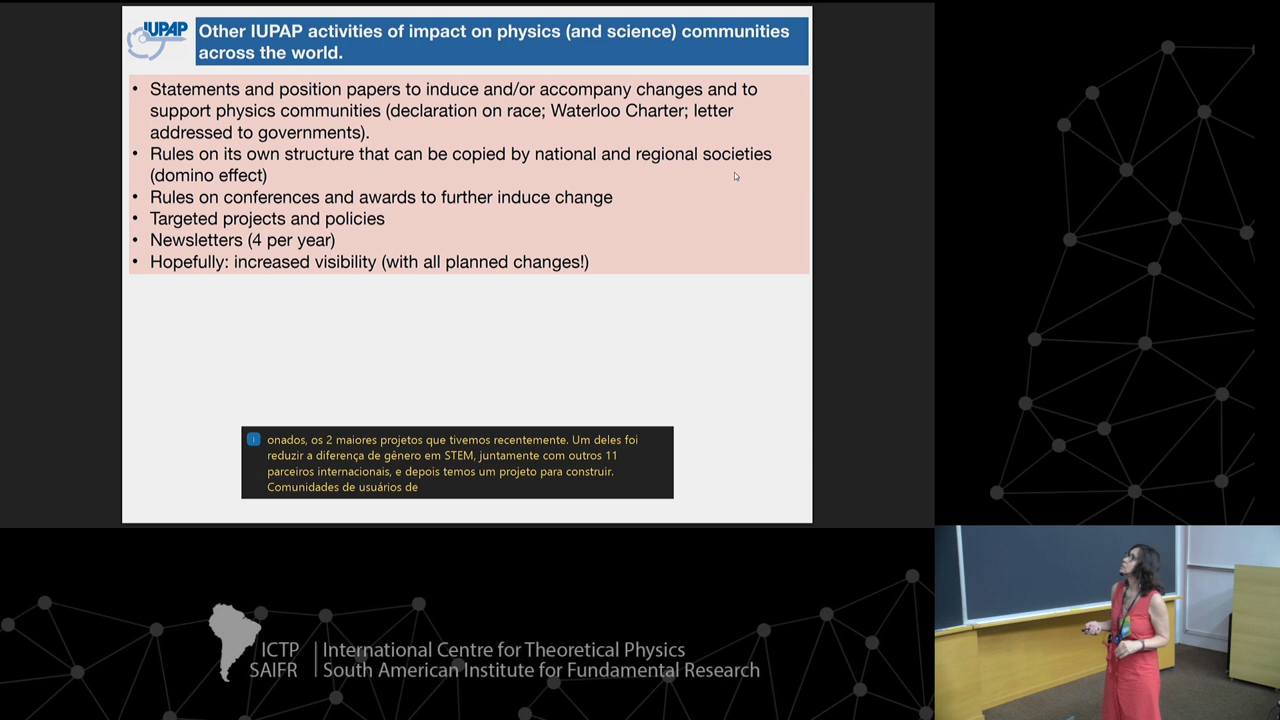 IUPAP
Other IUPAP activities of impact on physics (and science) communities
across the world.
• Statements and position papers to induce and/or accompany changes and to
support physics communities (declaration on race; Waterloo Charter; letter
addressed to governments).
• Rules on its own structure that can be copied by national and regional societies
(domino effect)
• Rules on conferences and awards to further induce change
• Targeted projects and policies
• Newsletters (4 per year)
• Hopefully: increased visibility (with all planned changes!)
onados, os 2 maiores projetos que tivemos recentemente. Um deles foi
reduzir a diferença de gênero em STEM, juntamente com outros 11
parceiros internacionais, e depois temos um projeto para construir.
Comunidades de usuários de
ICTP
SAIFR
International Centre for Theoretical Physics
South American Institute for Fundamental Research